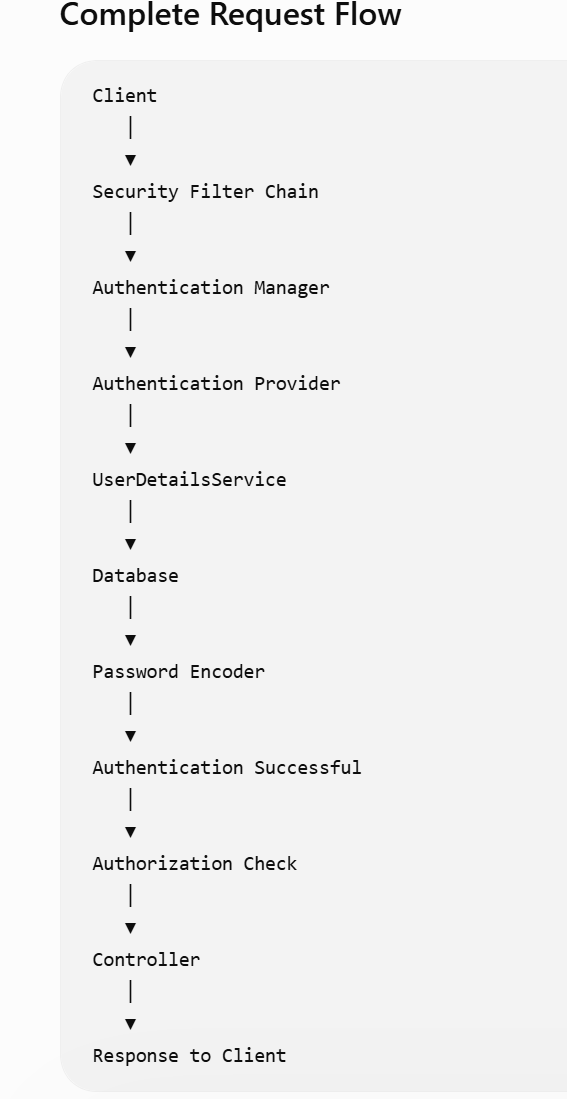 Complete Request Flow
Client
│
▼
Security Filter Chain
│
▼
Authentication Manager
│
▼
Authentication Provider
│
▼
UserDetailsService
│
▼
Database
│
▼
Password Encoder
│
▼
Authentication Successful
│
▼
Authorization Check
│
▼
Controller
│
▼
Response to Client